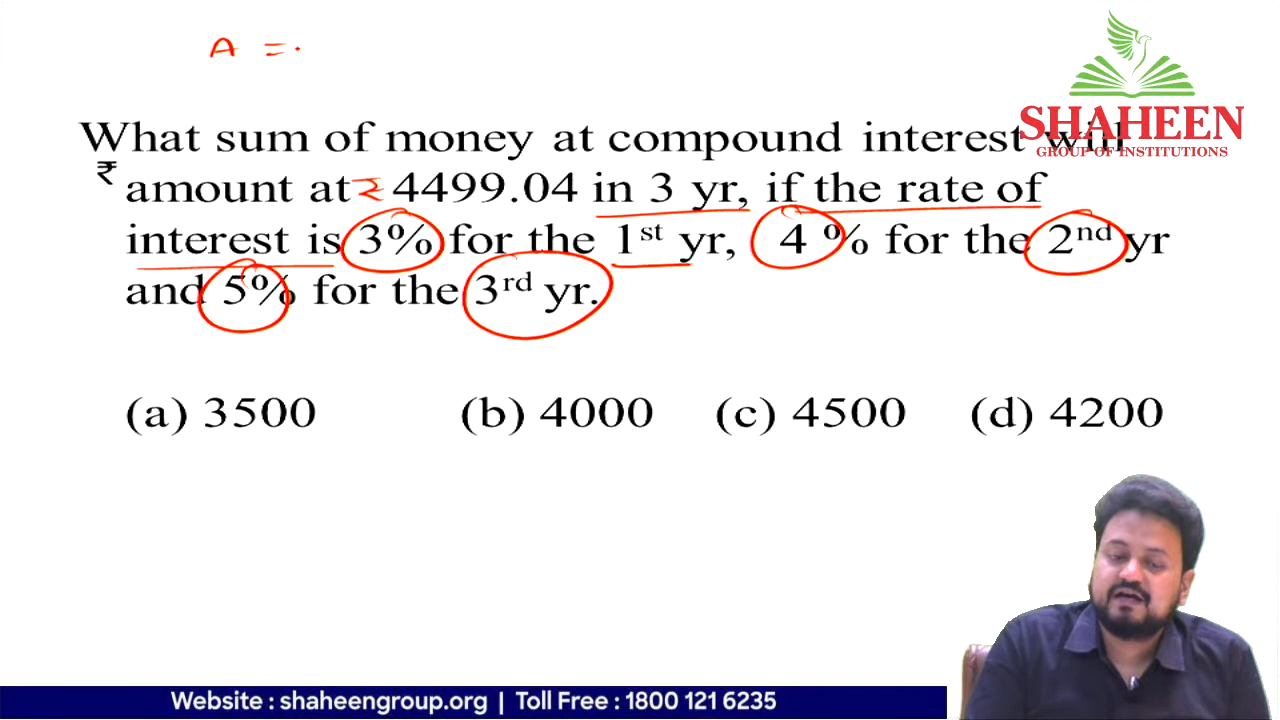 A =
SHAHEEN
GROUP OF INSTITUTIONS
What sum of money at compound interest will
₹
amount at ₹ 4499.04 in 3 yr, if the rate of
interest is 3% for the 1st yr, 4 % for the 2nd yr
and 5% for the 3rd yr.
(a) 3500 (b) 4000 (c) 4500 (d) 4200
Website : shaheengroup.org | Toll Free : 1800 121 6235